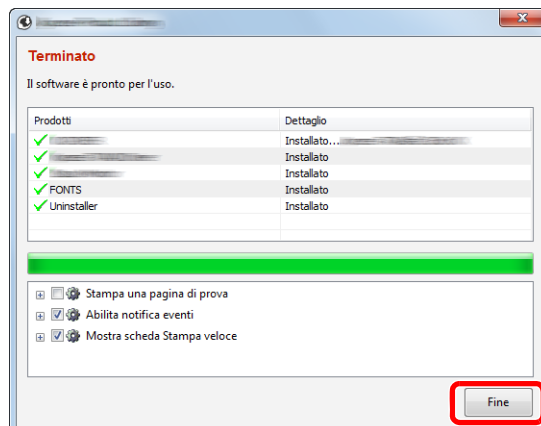 Terminato
Il software è pronto per l'uso.
Prodotti Dettaglio
Installato...
Installato
Installato
FONTS Installato
Uninstaller Installato
Stampa una pagina di prova
Abilita notifica eventi
Mostra scheda Stampa veloce
Fine